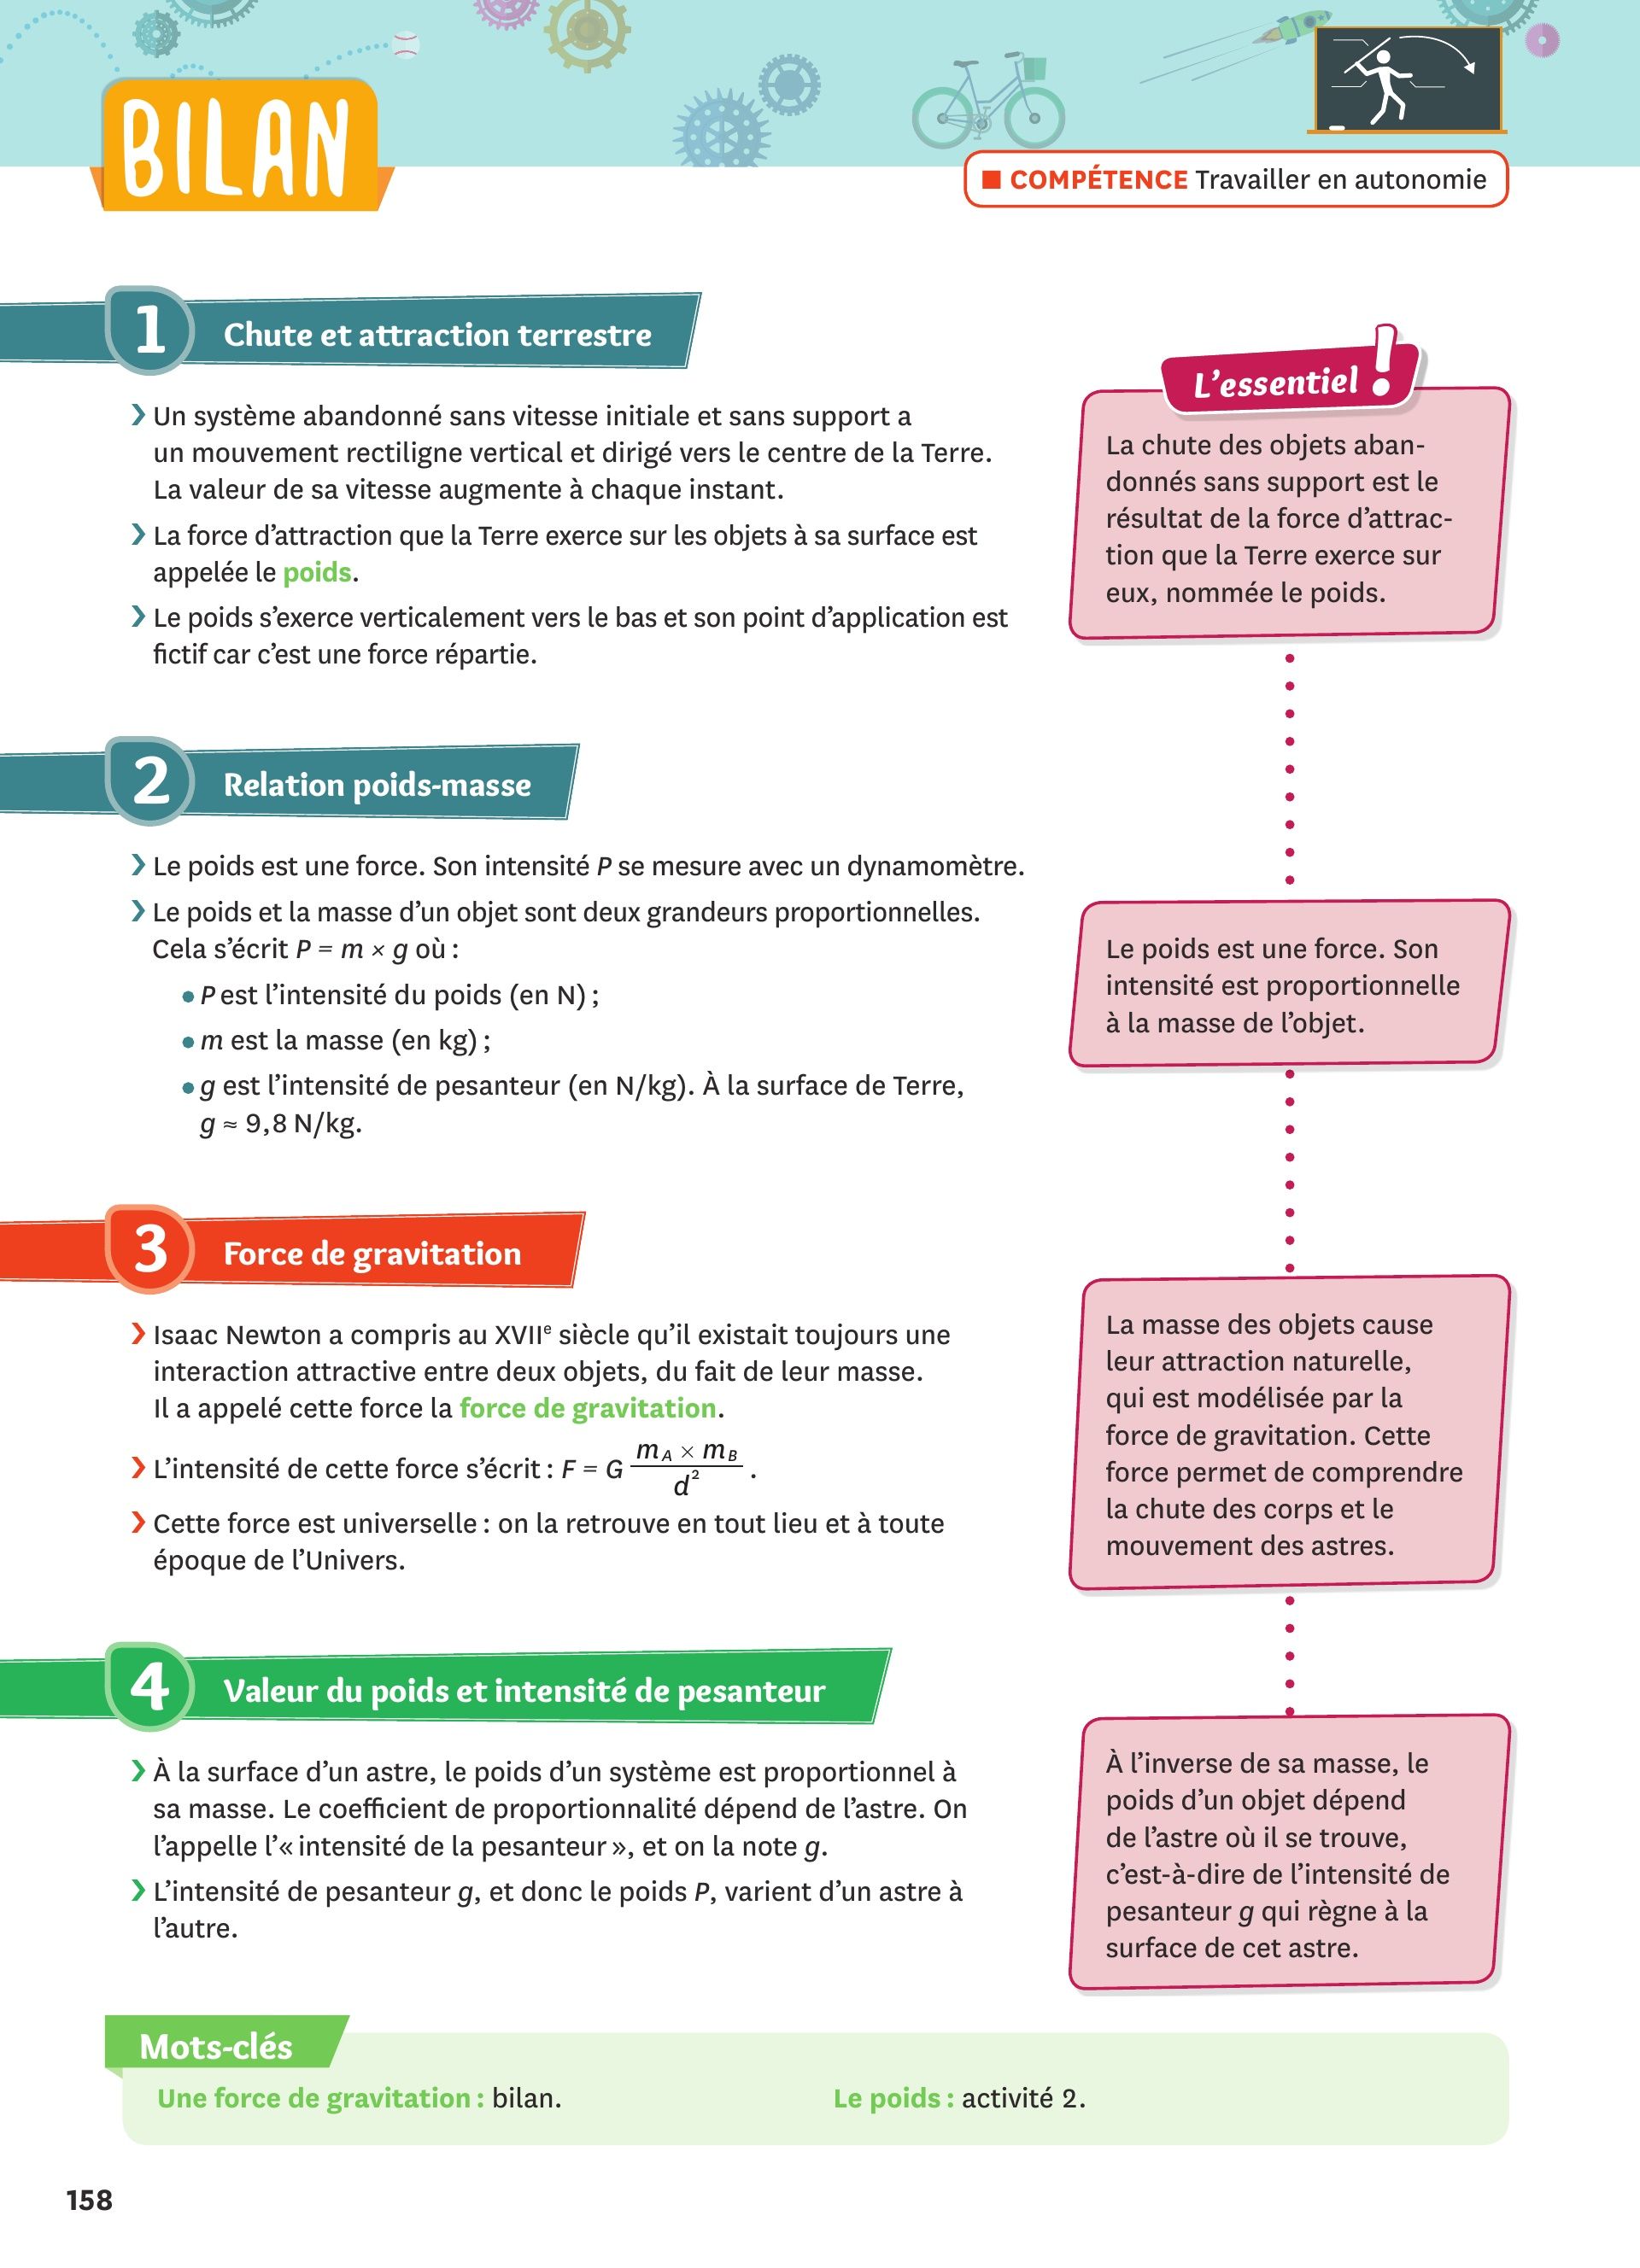 BILAN
■ COMPÉTENCE Travailler en autonomie
1 Chute et attraction terrestre
› Un système abandonné sans vitesse initiale et sans support a
un mouvement rectiligne vertical et dirigé vers le centre de la Terre.
La valeur de sa vitesse augmente à chaque instant.
› La force d’attraction que la Terre exerce sur les objets à sa surface est
appelée le poids.
› Le poids s’exerce verticalement vers le bas et son point d’application est
fictif car c’est une force répartie.
L’essentiel !
La chute des objets aban-
donnés sans support est le
résultat de la force d’attrac-
tion que la Terre exerce sur
eux, nommée le poids.
2 Relation poids-masse
› Le poids est une force. Son intensité P se mesure avec un dynamomètre.
› Le poids et la masse d’un objet sont deux grandeurs proportionnelles.
Cela s’écrit P = m × g où :
• P est l’intensité du poids (en N) ;
• m est la masse (en kg) ;
• g est l’intensité de pesanteur (en N/kg). À la surface de Terre,
g ≈ 9,8 N/kg.
Le poids est une force. Son
intensité est proportionnelle
à la masse de l’objet.
3 Force de gravitation
› Isaac Newton a compris au XVIIe siècle qu’il existait toujours une
interaction attractive entre deux objets, du fait de leur masse.
Il a appelé cette force la force de gravitation.
› L’intensité de cette force s’écrit : F = G (m_A × m_B) / d² .
› Cette force est universelle : on la retrouve en tout lieu et à toute
époque de l’Univers.
La masse des objets cause
leur attraction naturelle,
qui est modélisée par la
force de gravitation. Cette
force permet de comprendre
la chute des corps et le
mouvement des astres.
4 Valeur du poids et intensité de pesanteur
› À la surface d’un astre, le poids d’un système est proportionnel à
sa masse. Le coefficient de proportionnalité dépend de l’astre. On
l’appelle l’« intensité de la pesanteur », et on la note g.
› L’intensité de pesanteur g, et donc le poids P, varient d’un astre à
l’autre.
À l’inverse de sa masse, le
poids d’un objet dépend
de l’astre où il se trouve,
c’est-à-dire de l’intensité de
pesanteur g qui règne à la
surface de cet astre.
Mots-clés
Une force de gravitation : bilan.
Le poids : activité 2.
158